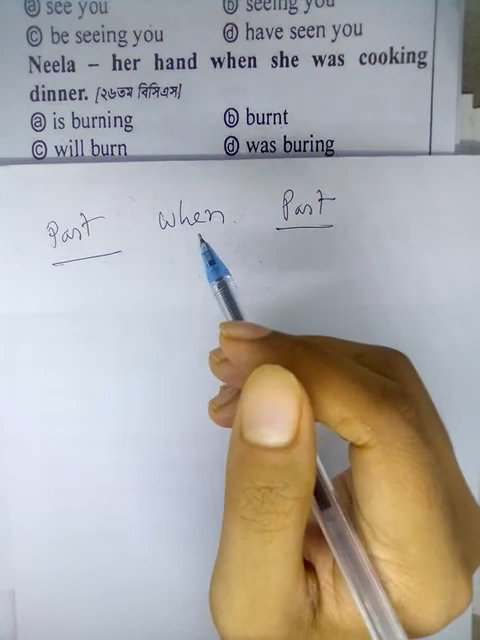 ⓐ see you ⓑ seeing you
ⓒ be seeing you ⓓ have seen you
Neela – her hand when she was cooking
dinner. [২৬তম বিসিএস]
ⓐ is burning ⓑ burnt
ⓒ will burn ⓓ was buring
Past when Past